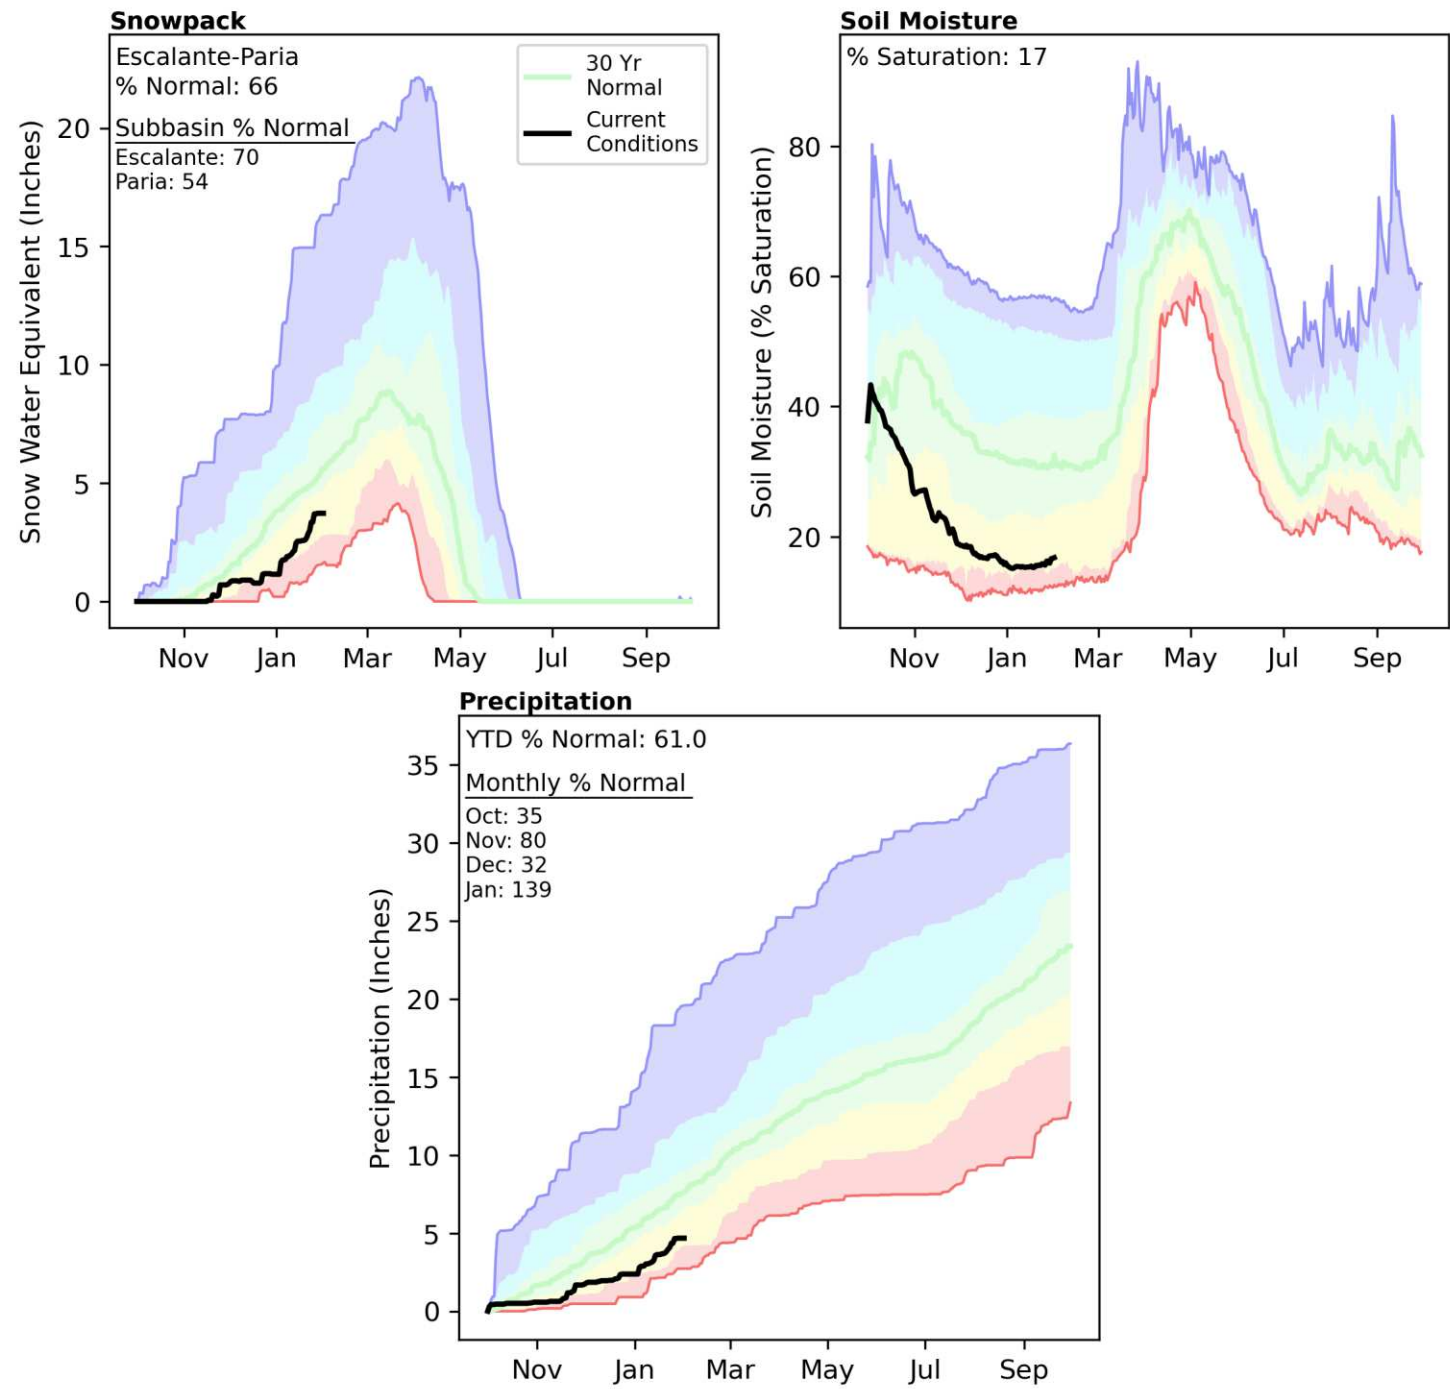 Snowpack
Escalante-Paria
% Normal: 66
Subbasin % Normal
Escalante: 70
Paria: 54
30 Yr
Normal
Current
Conditions
Snow Water Equivalent (Inches)
20
15
10
5
0
Nov Jan Mar May Jul Sep
Soil Moisture
% Saturation: 17
Soil Moisture (% Saturation)
80
60
40
20
Nov Jan Mar May Jul Sep
Precipitation
YTD % Normal: 61.0
Monthly % Normal
Oct: 35
Nov: 80
Dec: 32
Jan: 139
Precipitation (Inches)
35
30
25
20
15
10
5
0
Nov Jan Mar May Jul Sep